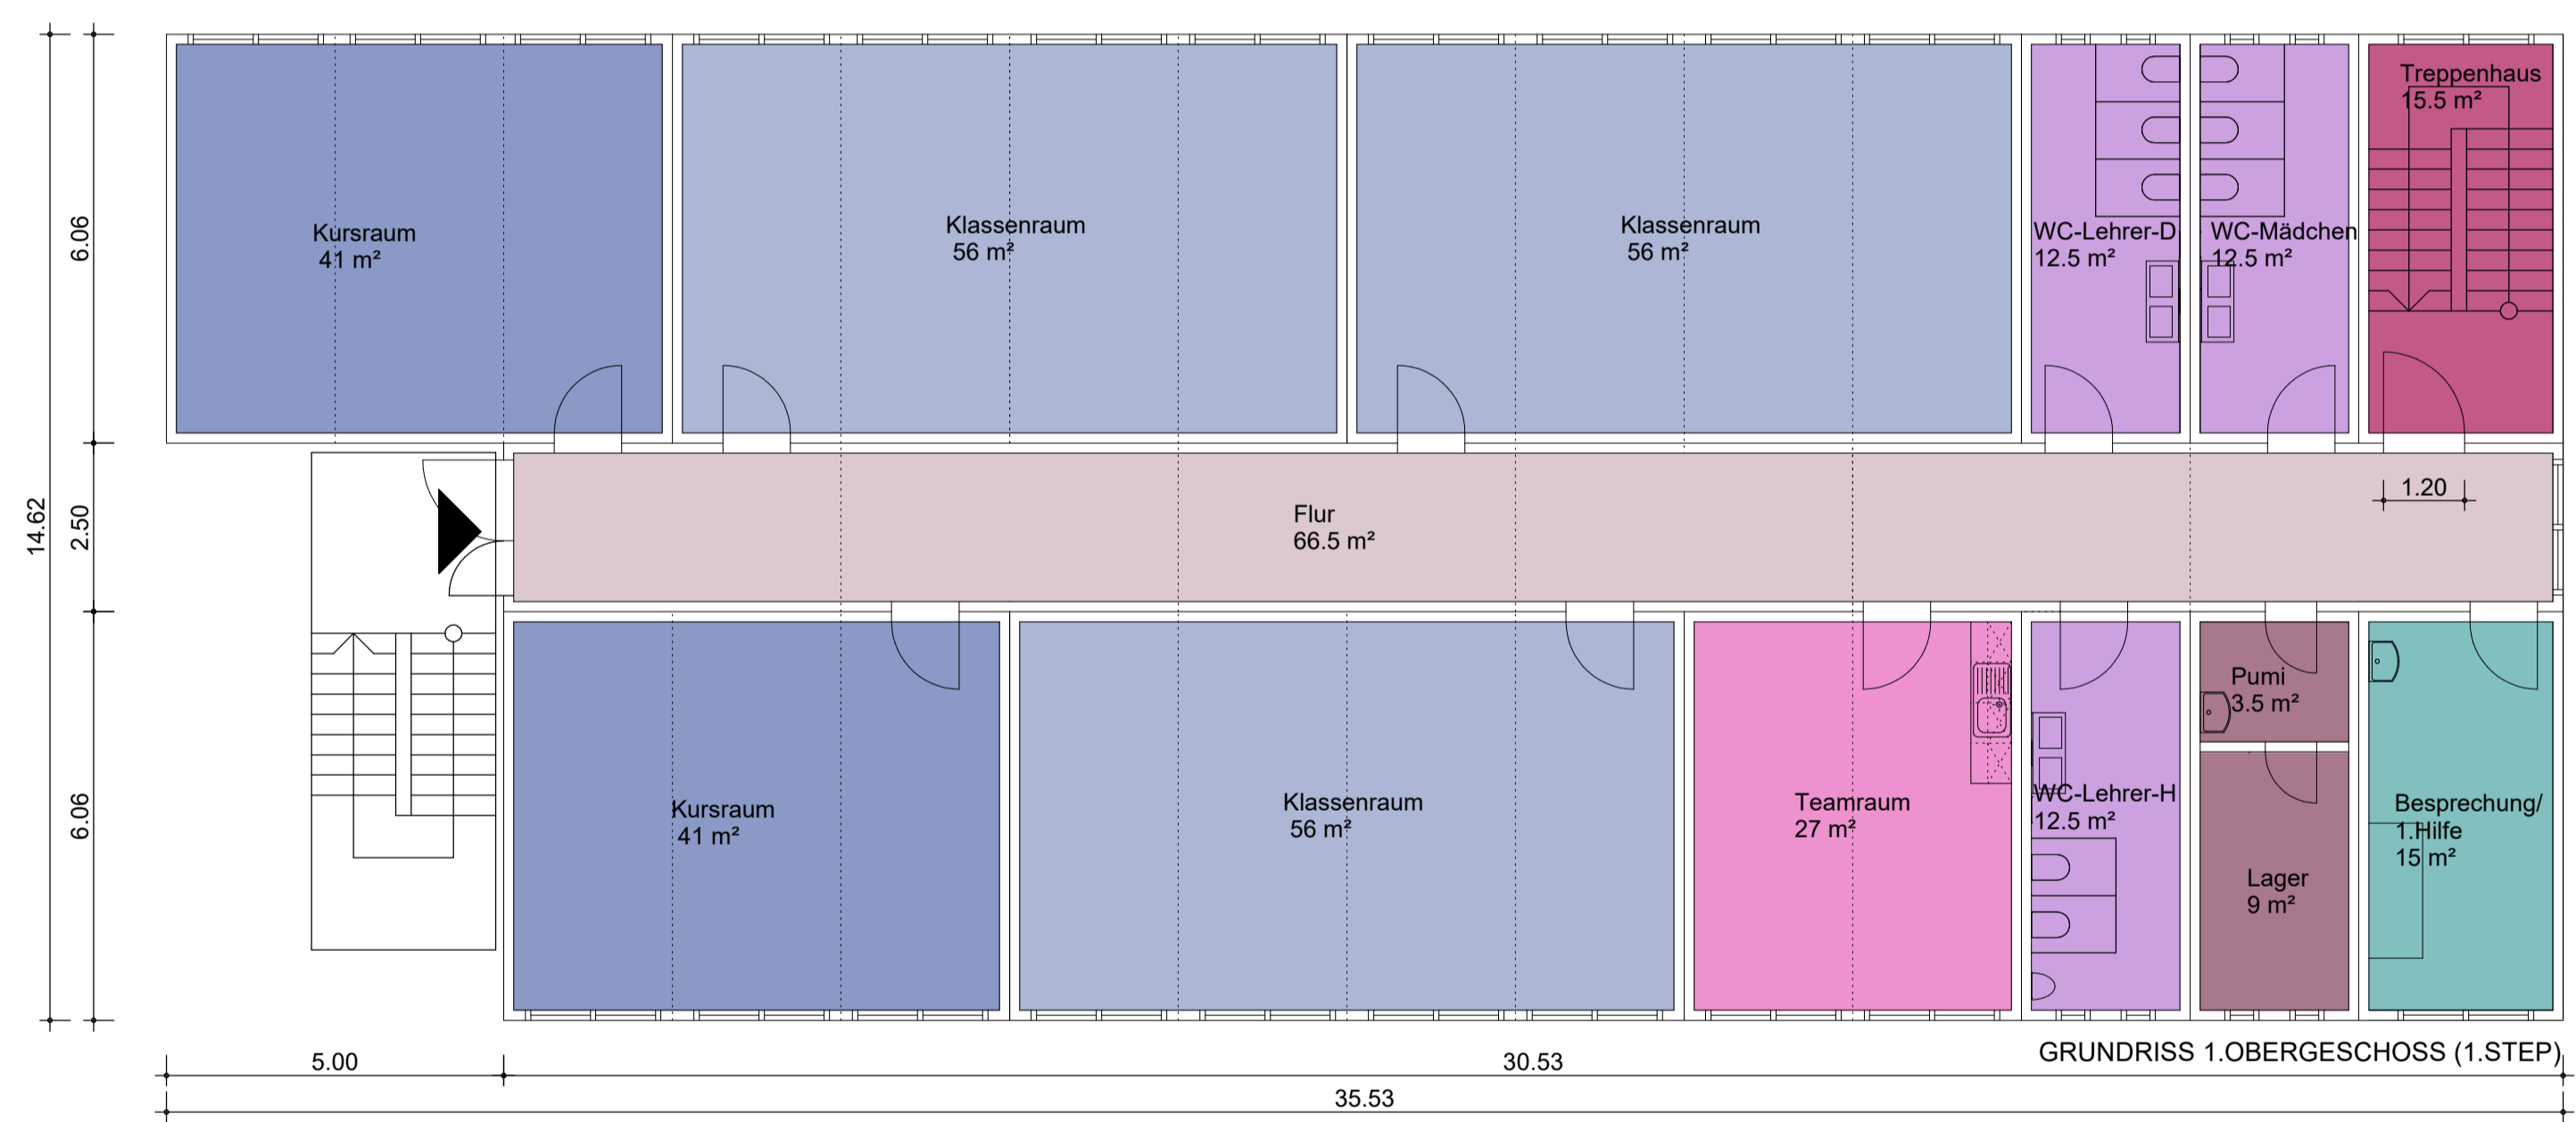 Kursraum
41 m²
Klassenraum
56 m²
Klassenraum
56 m²
WC-Lehrer-D
12.5 m²
WC-Mädchen
12.5 m²
Treppenhaus
15.5 m²
6.06
14.62
2.50
6.06
Flur
66.5 m²
1.20
Kursraum
41 m²
Klassenraum
56 m²
Teamraum
27 m²
WC-Lehrer-H
12.5 m²
Pumi
3.5 m²
Lager
9 m²
Besprechung/
1.Hilfe
15 m²
GRUNDRISS 1.OBERGESCHOSS (1.STEP)
5.00
30.53
35.53